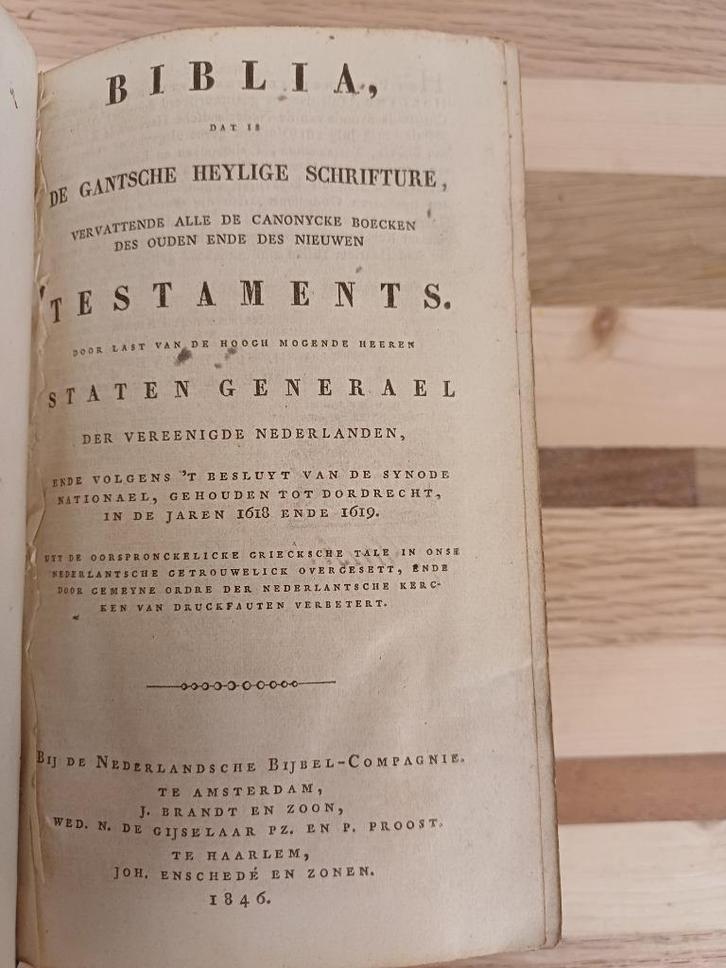 BIBLIA,
DAT IS
DE GANTSCHE HEYLIGE SCHRIFTURE,
VERVATTENDE ALLE DE CANONYCKE BOECKEN
DES OUDEN ENDE DES NIEUWEN
TESTAMENTS.
DOOR LAST VAN DE HOOGH MOGENDE HEEREN
STATEN GENERAEL
DER VEREENIGDE NEDERLANDEN,
ENDE VOLGENS 'T BESLUYT VAN DE SYNODE
NATIONAEL, GEHOUDEN TOT DORDRECHT,
IN DE JAREN 1618 ENDE 1619.
UYT DE OORSPRONCKELICKE GRIECKSCHE TALE IN ONSE
NEDERLANTSCHE GETROUWELICK OVERGESETT, ENDE
DOOR GEMEYNE ORDRE DER NEDERLANTSCHE KERC-
KEN VAN DRUCKFAUTEN VERBETERT.
BIJ DE NEDERLANDSCHE BIJBEL-COMPAGNIE.
TE AMSTERDAM,
J. BRANDT EN ZOON,
WED. N. DE GIJSELAAR PZ. EN P. PROOST.
TE HAARLEM,
JOH. ENSCHEDÉ EN ZONEN.
1846.